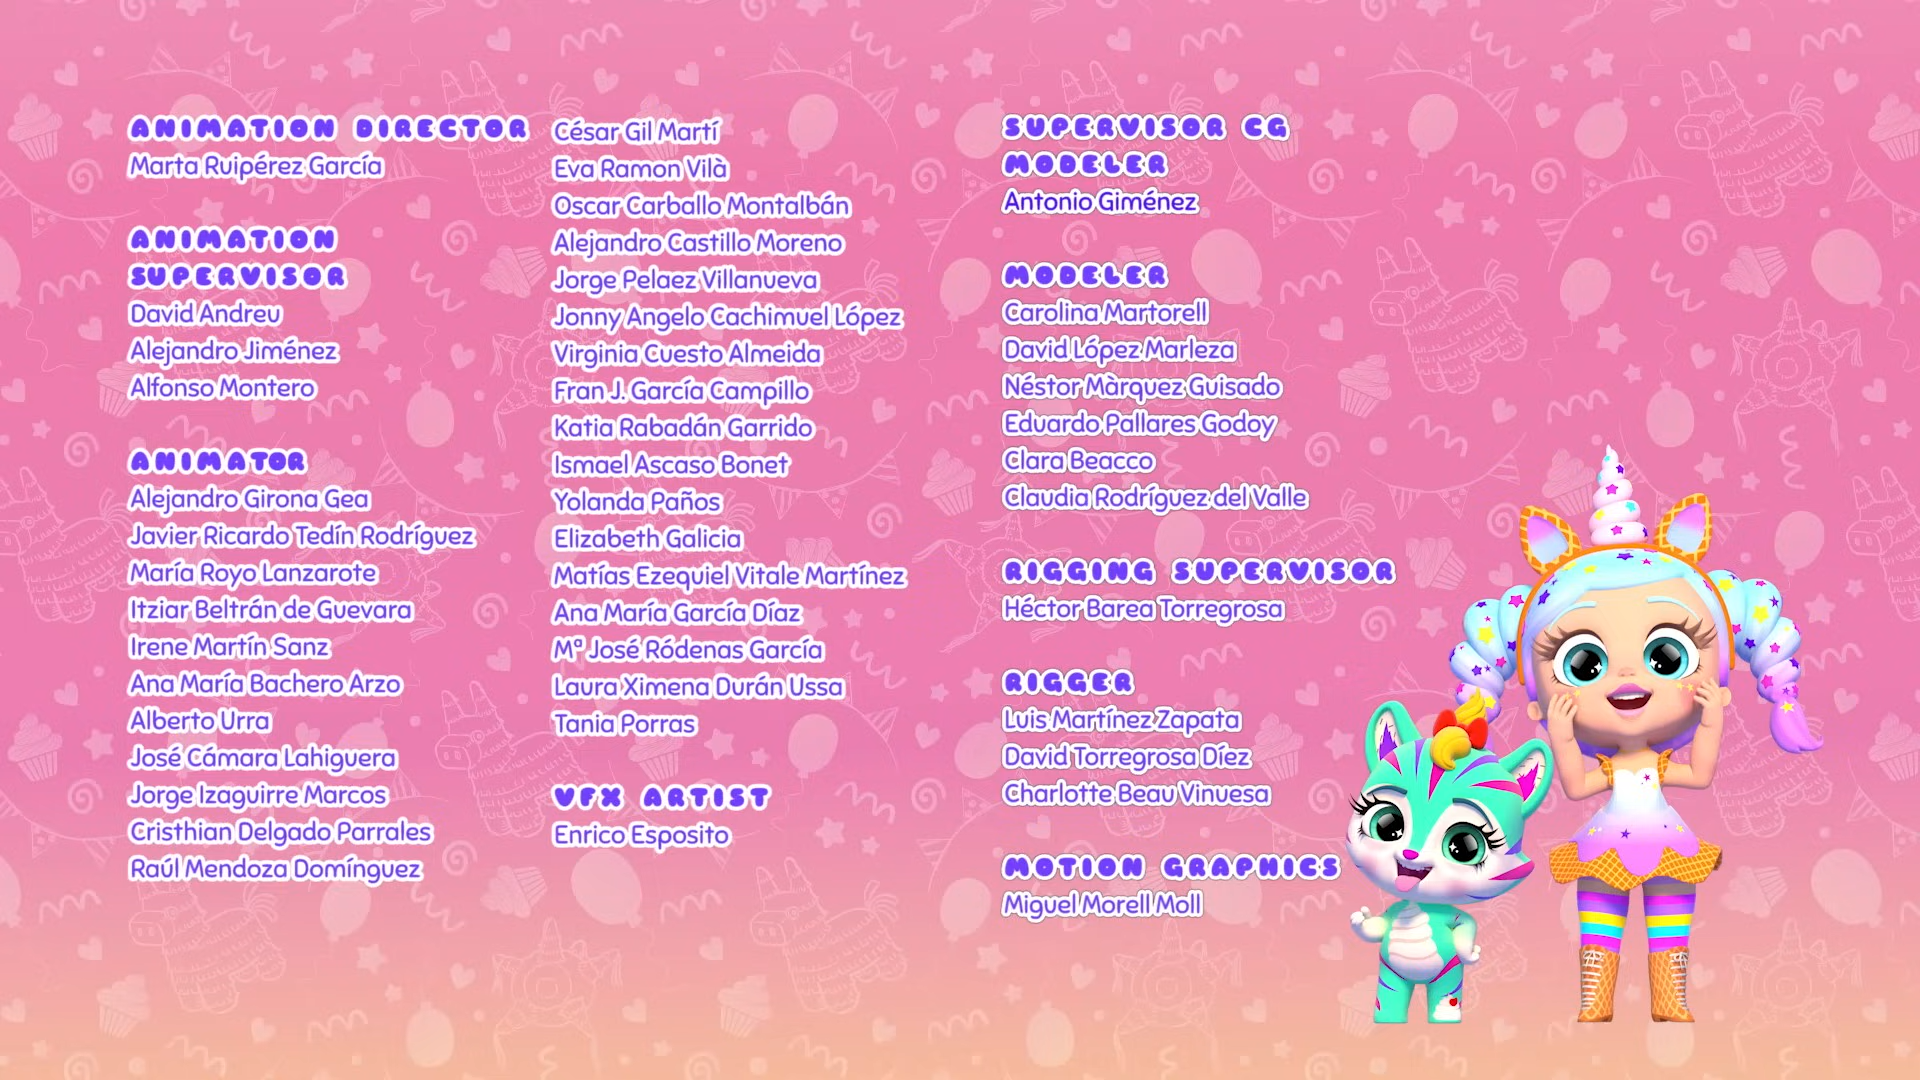 ANIMATION DIRECTOR
Marta Ruipérez García
ANIMATION
SUPERVISOR
David Andreu
Alejandro Jiménez
Alfonso Montero
ANIMATOR
Alejandro Girona Gea
Javier Ricardo Tedín Rodríguez
María Royo Lanzarote
Itziar Beltrán de Guevara
Irene Martín Sanz
Ana María Bachero Arzo
Alberto Urra
José Cámara Lahiguera
Jorge Izaguirre Marcos
Cristhian Delgado Parrales
Raúl Mendoza Domínguez
César Gil Martí
Eva Ramon Vilà
Oscar Carballo Montalbán
Alejandro Castillo Moreno
Jorge Pelaez Villanueva
Jonny Angelo Cachimuel López
Virginia Cuesto Almeida
Fran J. García Campillo
Katia Rabadán Garrido
Ismael Ascaso Bonet
Yolanda Paños
Elizabeth Galicia
Matías Ezequiel Vitale Martínez
Ana María García Díaz
Mª José Ródenas García
Laura Ximena Durán Ussa
Tania Porras
VFX ARTIST
Enrico Esposito
SUPERVISOR CG
MODELER
Antonio Giménez
MODELER
Carolina Martorell
David López Marleza
Néstor Màrquez Guisado
Eduardo Pallares Godoy
Clara Beacco
Claudia Rodríguez del Valle
RIGGING SUPERVISOR
Héctor Barea Torregrosa
RIGGER
Luis Martínez Zapata
David Torregrosa Díez
Charlotte Beau Vinuesa
MOTION GRAPHICS
Miguel Morell Moll